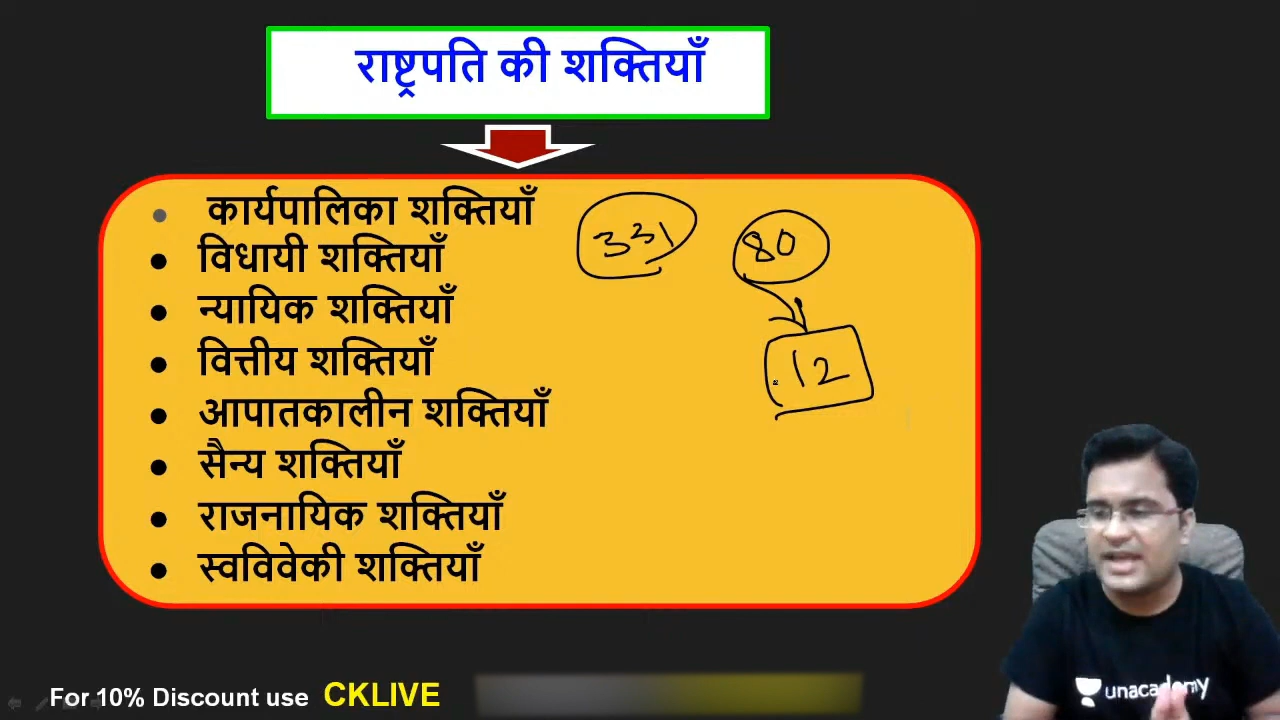 राष्ट्रपति की शक्तियाँ
कार्यपालिका शक्तियाँ
331
80
विधायी शक्तियाँ
न्यायिक शक्तियाँ
वित्तीय शक्तियाँ
12
आपातकालीन शक्तियाँ
सैन्य शक्तियाँ
राजनायिक शक्तियाँ
स्वविवेकी शक्तियाँ
For 10% Discount use CKLIVE
unacademy